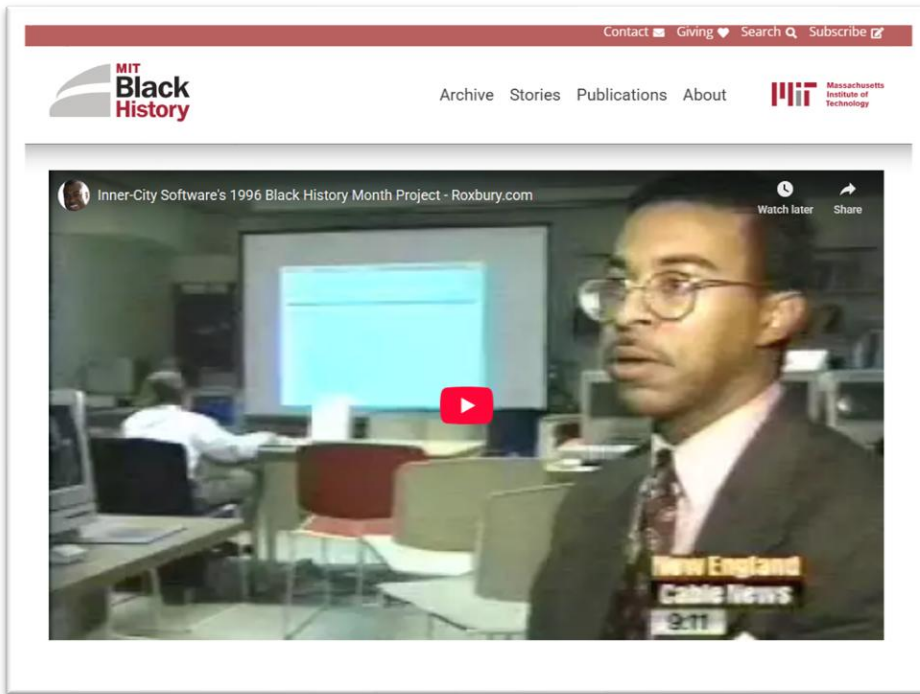 Contact Giving Search Subscribe
MIT
Black
History
Archive Stories Publications About
Massachusetts
Institute of
Technology
Inner-City Software's 1996 Black History Month Project - Roxbury.com
Watch later Share
New England
Cable News
9:11